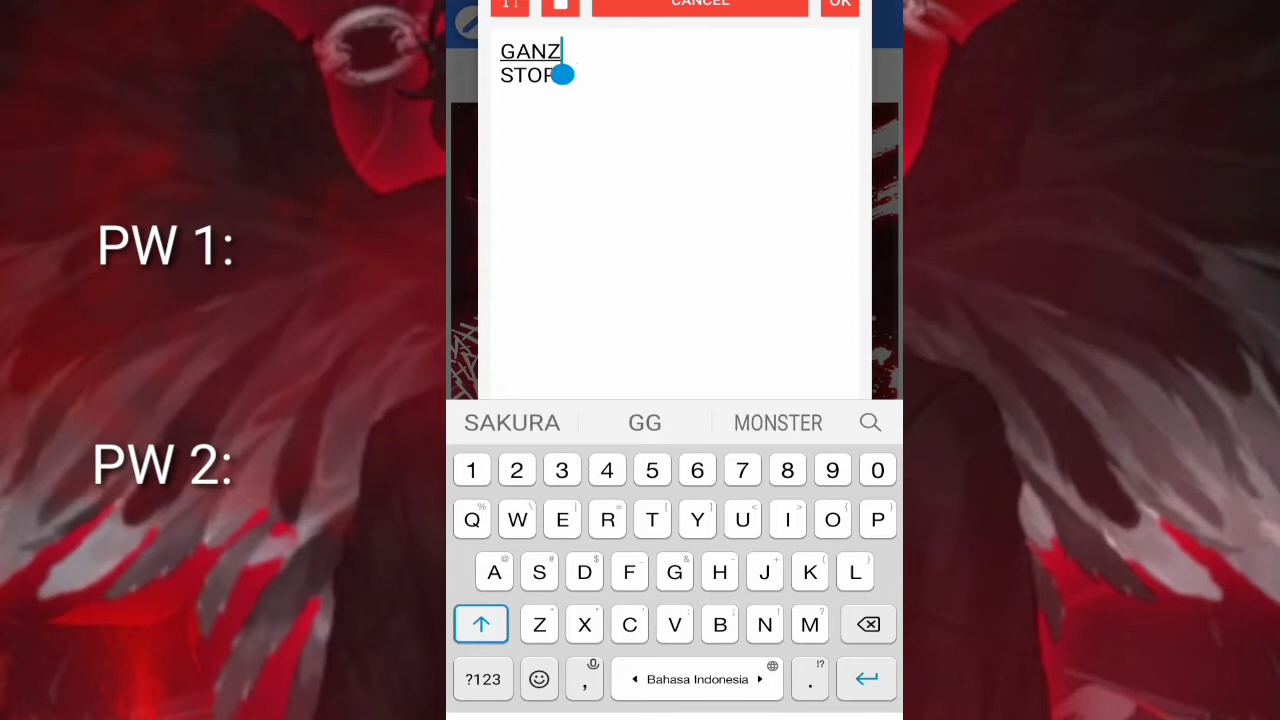 CANCEL
OK
GANZ
PW 1:
SAKURA GG MONSTER
PW 2:
1 2 3 4 5 6 7 8 9 0
Q W E R T Y U I O P
A S D F G H J K L
Z X C V B N M
?123 , Bahasa Indonesia . !?